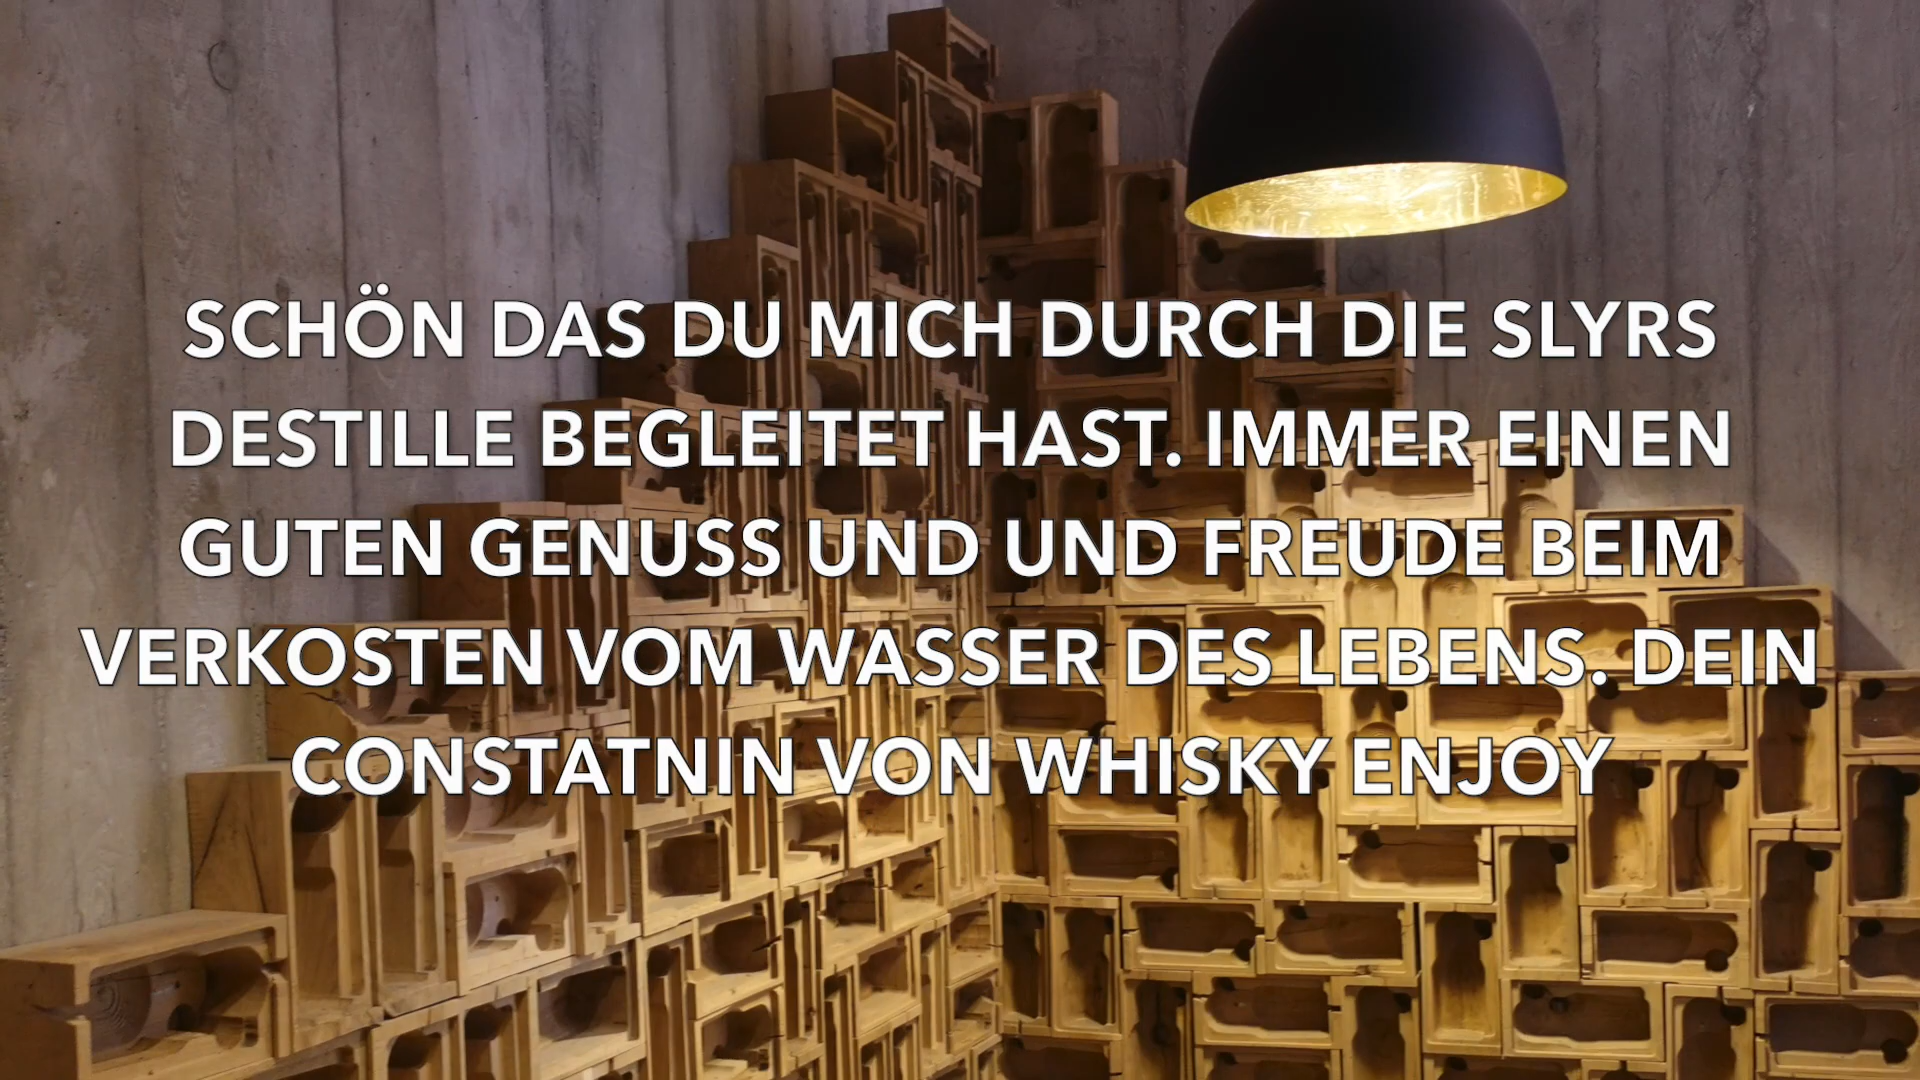 SCHÖN DAS DU MICH DURCH DIE SLYRS
DESTILLE BEGLEITET HAST. IMMER EINEN
GUTEN GENUSS UND UND FREUDE BEIM
VERKOSTEN VOM WASSER DES LEBENS. DEIN
CONSTATNIN VON WHISKY ENJOY